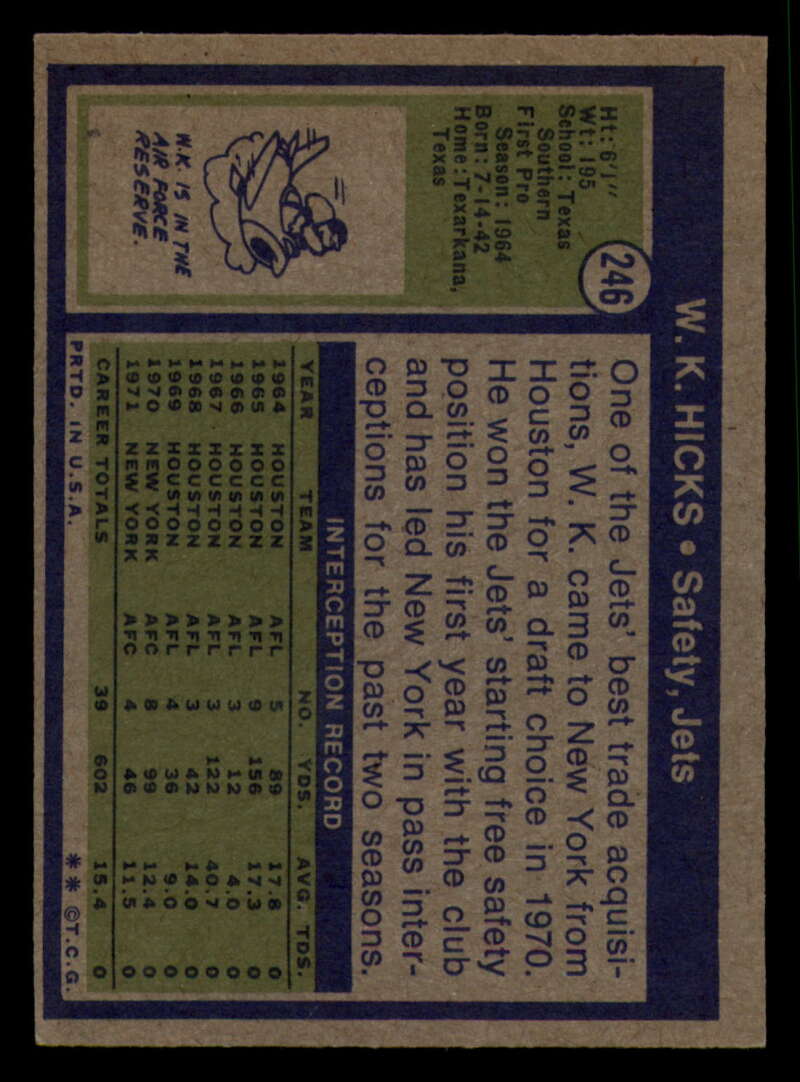 W. K. HICKS • Safety, Jets
246
Ht: 6'1"
Wt: 195
School: Texas
Southern
First Pro
Season: 1964
Born: 7-14-42
Home: Texarkana,
Texas
W.K. IS IN THE
AIR FORCE
RESERVE.
One of the Jets' best trade acquisi-
tions, W. K. came to New York from
Houston for a draft choice in 1970.
He won the Jets' starting free safety
position his first year with the club
and has led New York in pass inter-
ceptions for the past two seasons.
INTERCEPTION RECORD
YEAR TEAM NO. YDS. AVG. TDS.
1964 HOUSTON AFL 5 89 17.8 0
1965 HOUSTON AFL 9 156 17.3 0
1966 HOUSTON AFL 3 12 4.0 0
1967 HOUSTON AFL 3 122 40.7 0
1968 HOUSTON AFL 3 42 14.0 0
1969 HOUSTON AFL 4 36 9.0 0
1970 NEW YORK AFC 8 99 12.4 0
1971 NEW YORK AFC 4 46 11.5 0
CAREER TOTALS 39 602 15.4 0
PRTD. IN U.S.A. ** ©T.C.G.